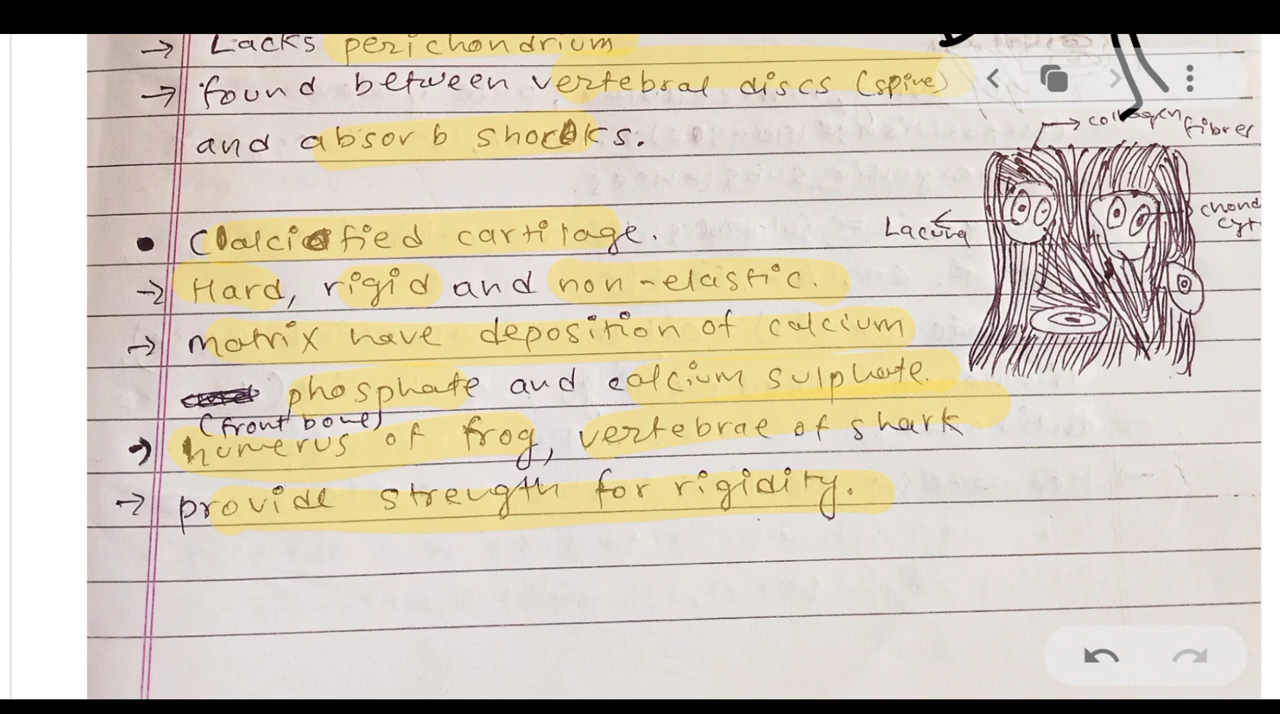 → Lacks perichondrium
→ found between vertebral discs (spine)
and absorb shocks.
→ collagen fibres
Lacuna
chond
cyt
• Calcified cartilage.
→ Hard, rigid and non-elastic.
→ matrix have deposition of calcium
phosphate and calcium sulphate.
(front bone)
→ humerus of frog, vertebrae of shark
→ provide strength for rigidity.